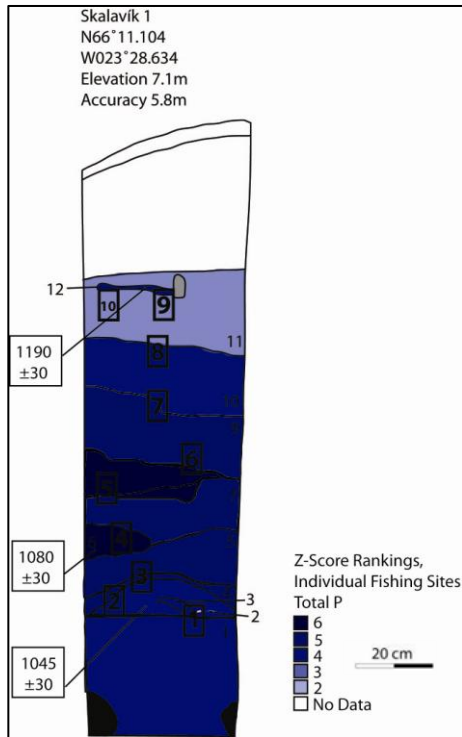 Skalavík 1
N66°11.104
W023°28.634
Elevation 7.1m
Accuracy 5.8m
12
10
9
11
1190
±30
8
10
7
9
6
5
1080
±30
4
3
2
3
1
2
1045
±30
Z-Score Rankings,
Individual Fishing Sites
Total P
6
5
4
3
2
No Data
20 cm